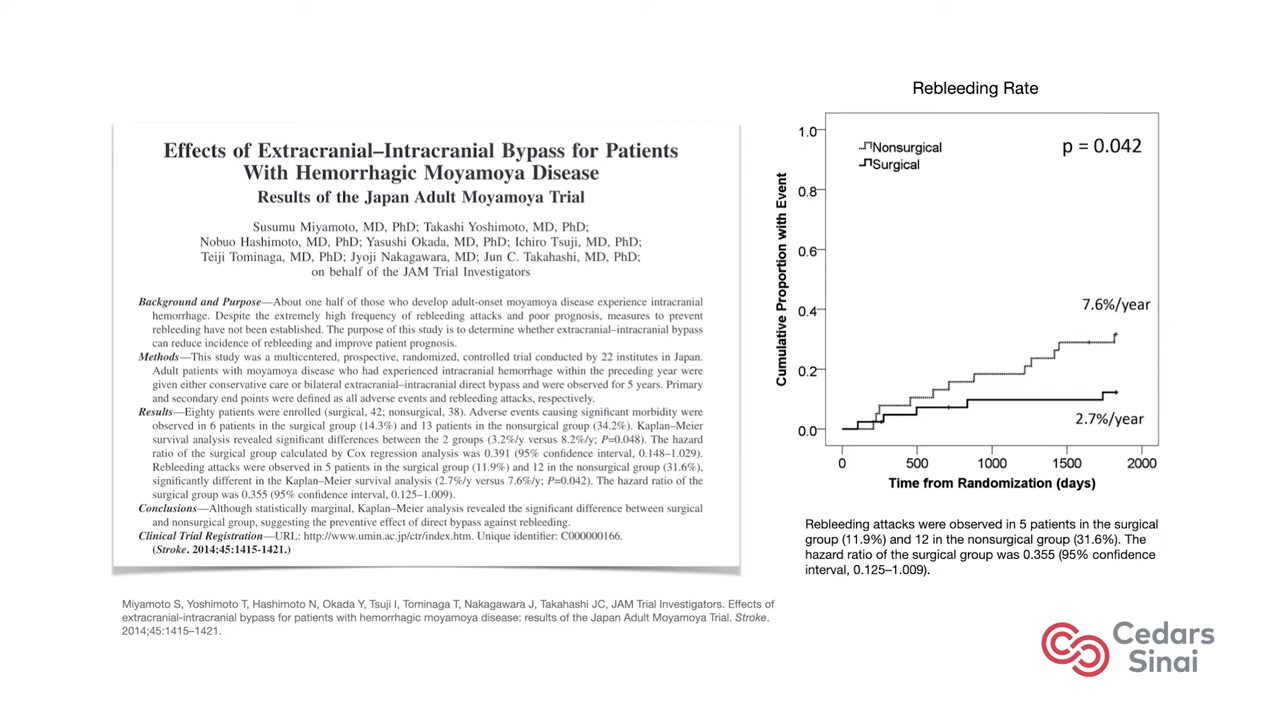 Effects of Extracranial–Intracranial Bypass for Patients
With Hemorrhagic Moyamoya Disease
Results of the Japan Adult Moyamoya Trial
Susumu Miyamoto, MD, PhD; Takashi Yoshimoto, MD, PhD;
Nobuo Hashimoto, MD, PhD; Yasushi Okada, MD, PhD; Ichiro Tsuji, MD, PhD;
Teiji Tominaga, MD, PhD; Jyoji Nakagawara, MD; Jun C. Takahashi, MD, PhD;
on behalf of the JAM Trial Investigators
Background and Purpose—About one half of those who develop adult-onset moyamoya disease experience intracranial
hemorrhage. Despite the extremely high frequency of rebleeding attacks and poor prognosis, measures to prevent
rebleeding have not been established. The purpose of this study is to determine whether extracranial–intracranial bypass
can reduce incidence of rebleeding and improve patient prognosis.
Methods—This study was a multicentered, prospective, randomized, controlled trial conducted by 22 institutes in Japan.
Adult patients with moyamoya disease who had experienced intracranial hemorrhage within the preceding year were
given either conservative care or bilateral extracranial–intracranial direct bypass and were observed for 5 years. Primary
and secondary end points were defined as all adverse events and rebleeding attacks, respectively.
Results—Eighty patients were enrolled (surgical, 42; nonsurgical, 38). Adverse events causing significant morbidity were
observed in 6 patients in the surgical group (14.3%) and 13 patients in the nonsurgical group (34.2%). Kaplan–Meier
survival analysis revealed significant differences between the 2 groups (3.2%/y versus 8.2%/y; P=0.048). The hazard
ratio of the surgical group calculated by Cox regression analysis was 0.391 (95% confidence interval, 0.148–1.029).
Rebleeding attacks were observed in 5 patients in the surgical group (11.9%) and 12 in the nonsurgical group (31.6%),
significantly different in the Kaplan–Meier survival analysis (2.7%/y versus 7.6%/y; P=0.042). The hazard ratio of the
surgical group was 0.355 (95% confidence interval, 0.125–1.009).
Conclusions—Although statistically marginal, Kaplan–Meier analysis revealed the significant difference between surgical
and nonsurgical group, suggesting the preventive effect of direct bypass against rebleeding.
Clinical Trial Registration—URL: http://www.umin.ac.jp/ctr/index.htm. Unique identifier: C000000166.
(Stroke. 2014;45:1415-1421.)
Miyamoto S, Yoshimoto T, Hashimoto N, Okada Y, Tsuji I, Tominaga T, Nakagawara J, Takahashi JC, JAM Trial Investigators. Effects of
extracranial-intracranial bypass for patients with hemorrhagic moyamoya disease: results of the Japan Adult Moyamoya Trial. Stroke.
2014;45:1415–1421.
Rebleeding Rate
Cumulative Proportion with Event
1.0
0.8
0.6
0.4
0.2
0.0
Nonsurgical
Surgical
p = 0.042
7.6%/year
2.7%/year
0 500 1000 1500 2000
Time from Randomization (days)
Rebleeding attacks were observed in 5 patients in the surgical
group (11.9%) and 12 in the nonsurgical group (31.6%). The
hazard ratio of the surgical group was 0.355 (95% confidence
interval, 0.125–1.009).
Cedars
Sinai